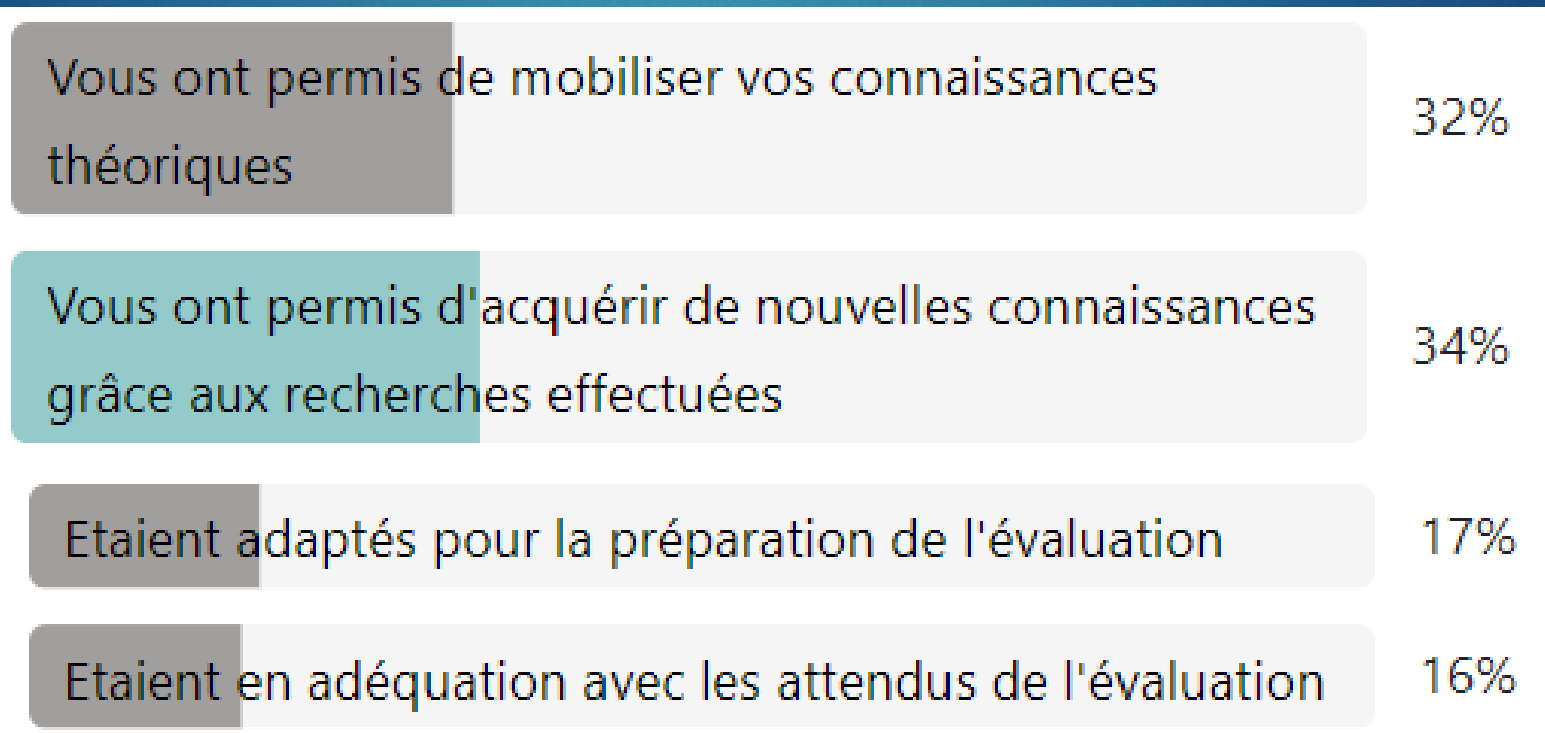 Vous ont permis de mobiliser vos connaissances
théoriques
32%
Vous ont permis d'acquérir de nouvelles connaissances
grâce aux recherches effectuées
34%
Etaient adaptés pour la préparation de l'évaluation
17%
Etaient en adéquation avec les attendus de l'évaluation
16%